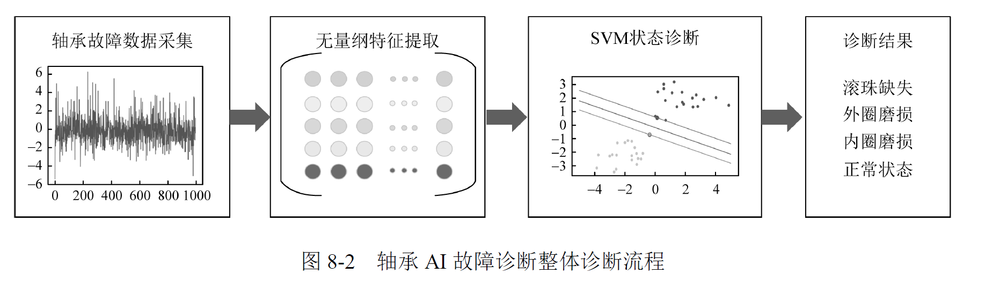 轴承故障数据采集
6
4
2
0
−2
−4
−6
0 200 400 600 800 1000
无量纲特征提取
SVM状态诊断
3
2
1
0
−1
−2
−3
−4 −2 0 2 4
诊断结果
滚珠缺失
外圈磨损
内圈磨损
正常状态
图 8-2 轴承 AI 故障诊断整体诊断流程